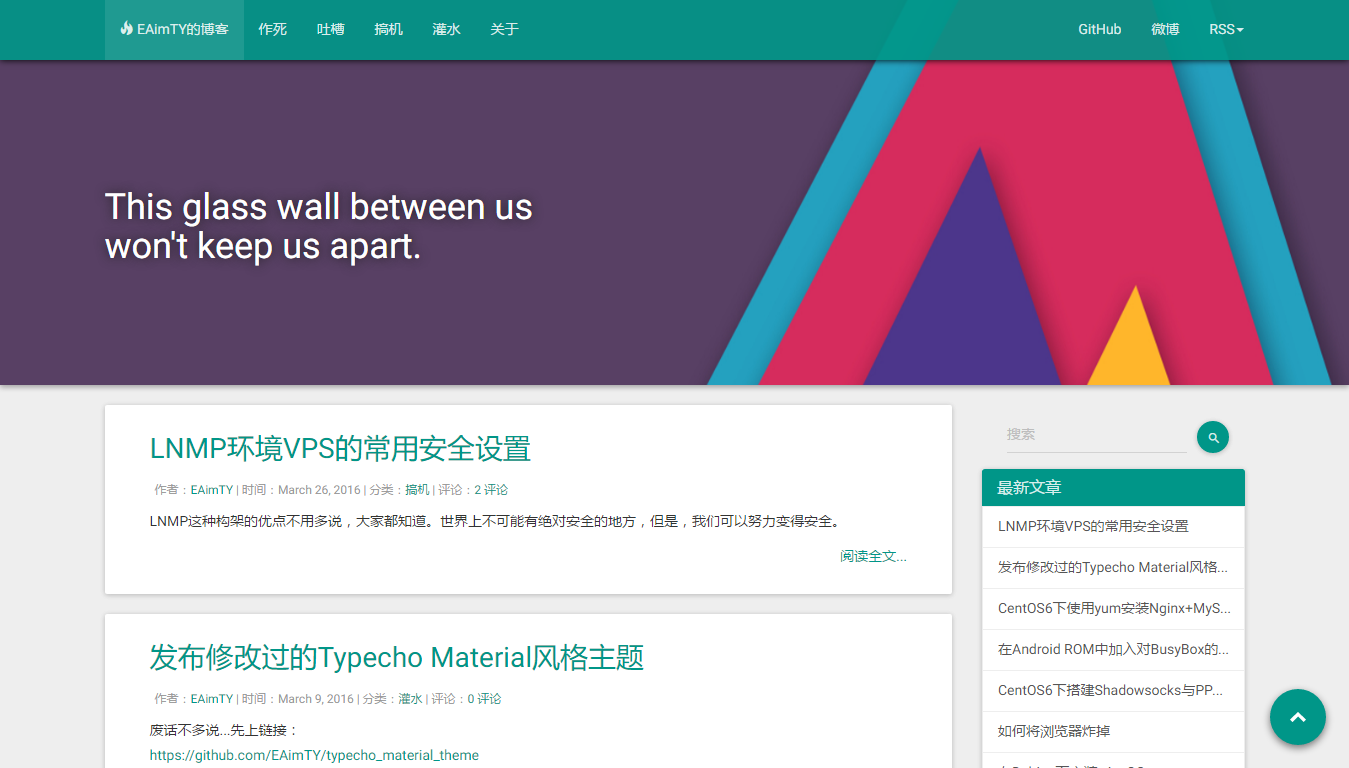 EAimTY的博客 作死 吐槽 搞机 灌水 关于 GitHub 微博 RSS
This glass wall between us
won't keep us apart.
LNMP环境VPS的常用安全设置
作者：EAimTY | 时间：March 26, 2016 | 分类：搞机 | 评论：2 评论
LNMP这种构架的优点不用多说，大家都知道。世界上不可能有绝对安全的地方，但是，我们可以努力变得安全。
阅读全文...
发布修改过的Typecho Material风格主题
作者：EAimTY | 时间：March 9, 2016 | 分类：灌水 | 评论：0 评论
废话不多说...先上链接：
https://github.com/EAimTY/typecho_material_theme
搜索
最新文章
LNMP环境VPS的常用安全设置
发布修改过的Typecho Material风格...
CentOS6下使用yum安装Nginx+MyS...
在Android ROM中加入对BusyBox的...
CentOS6下搭建Shadowsocks与PP...
如何将浏览器炸掉